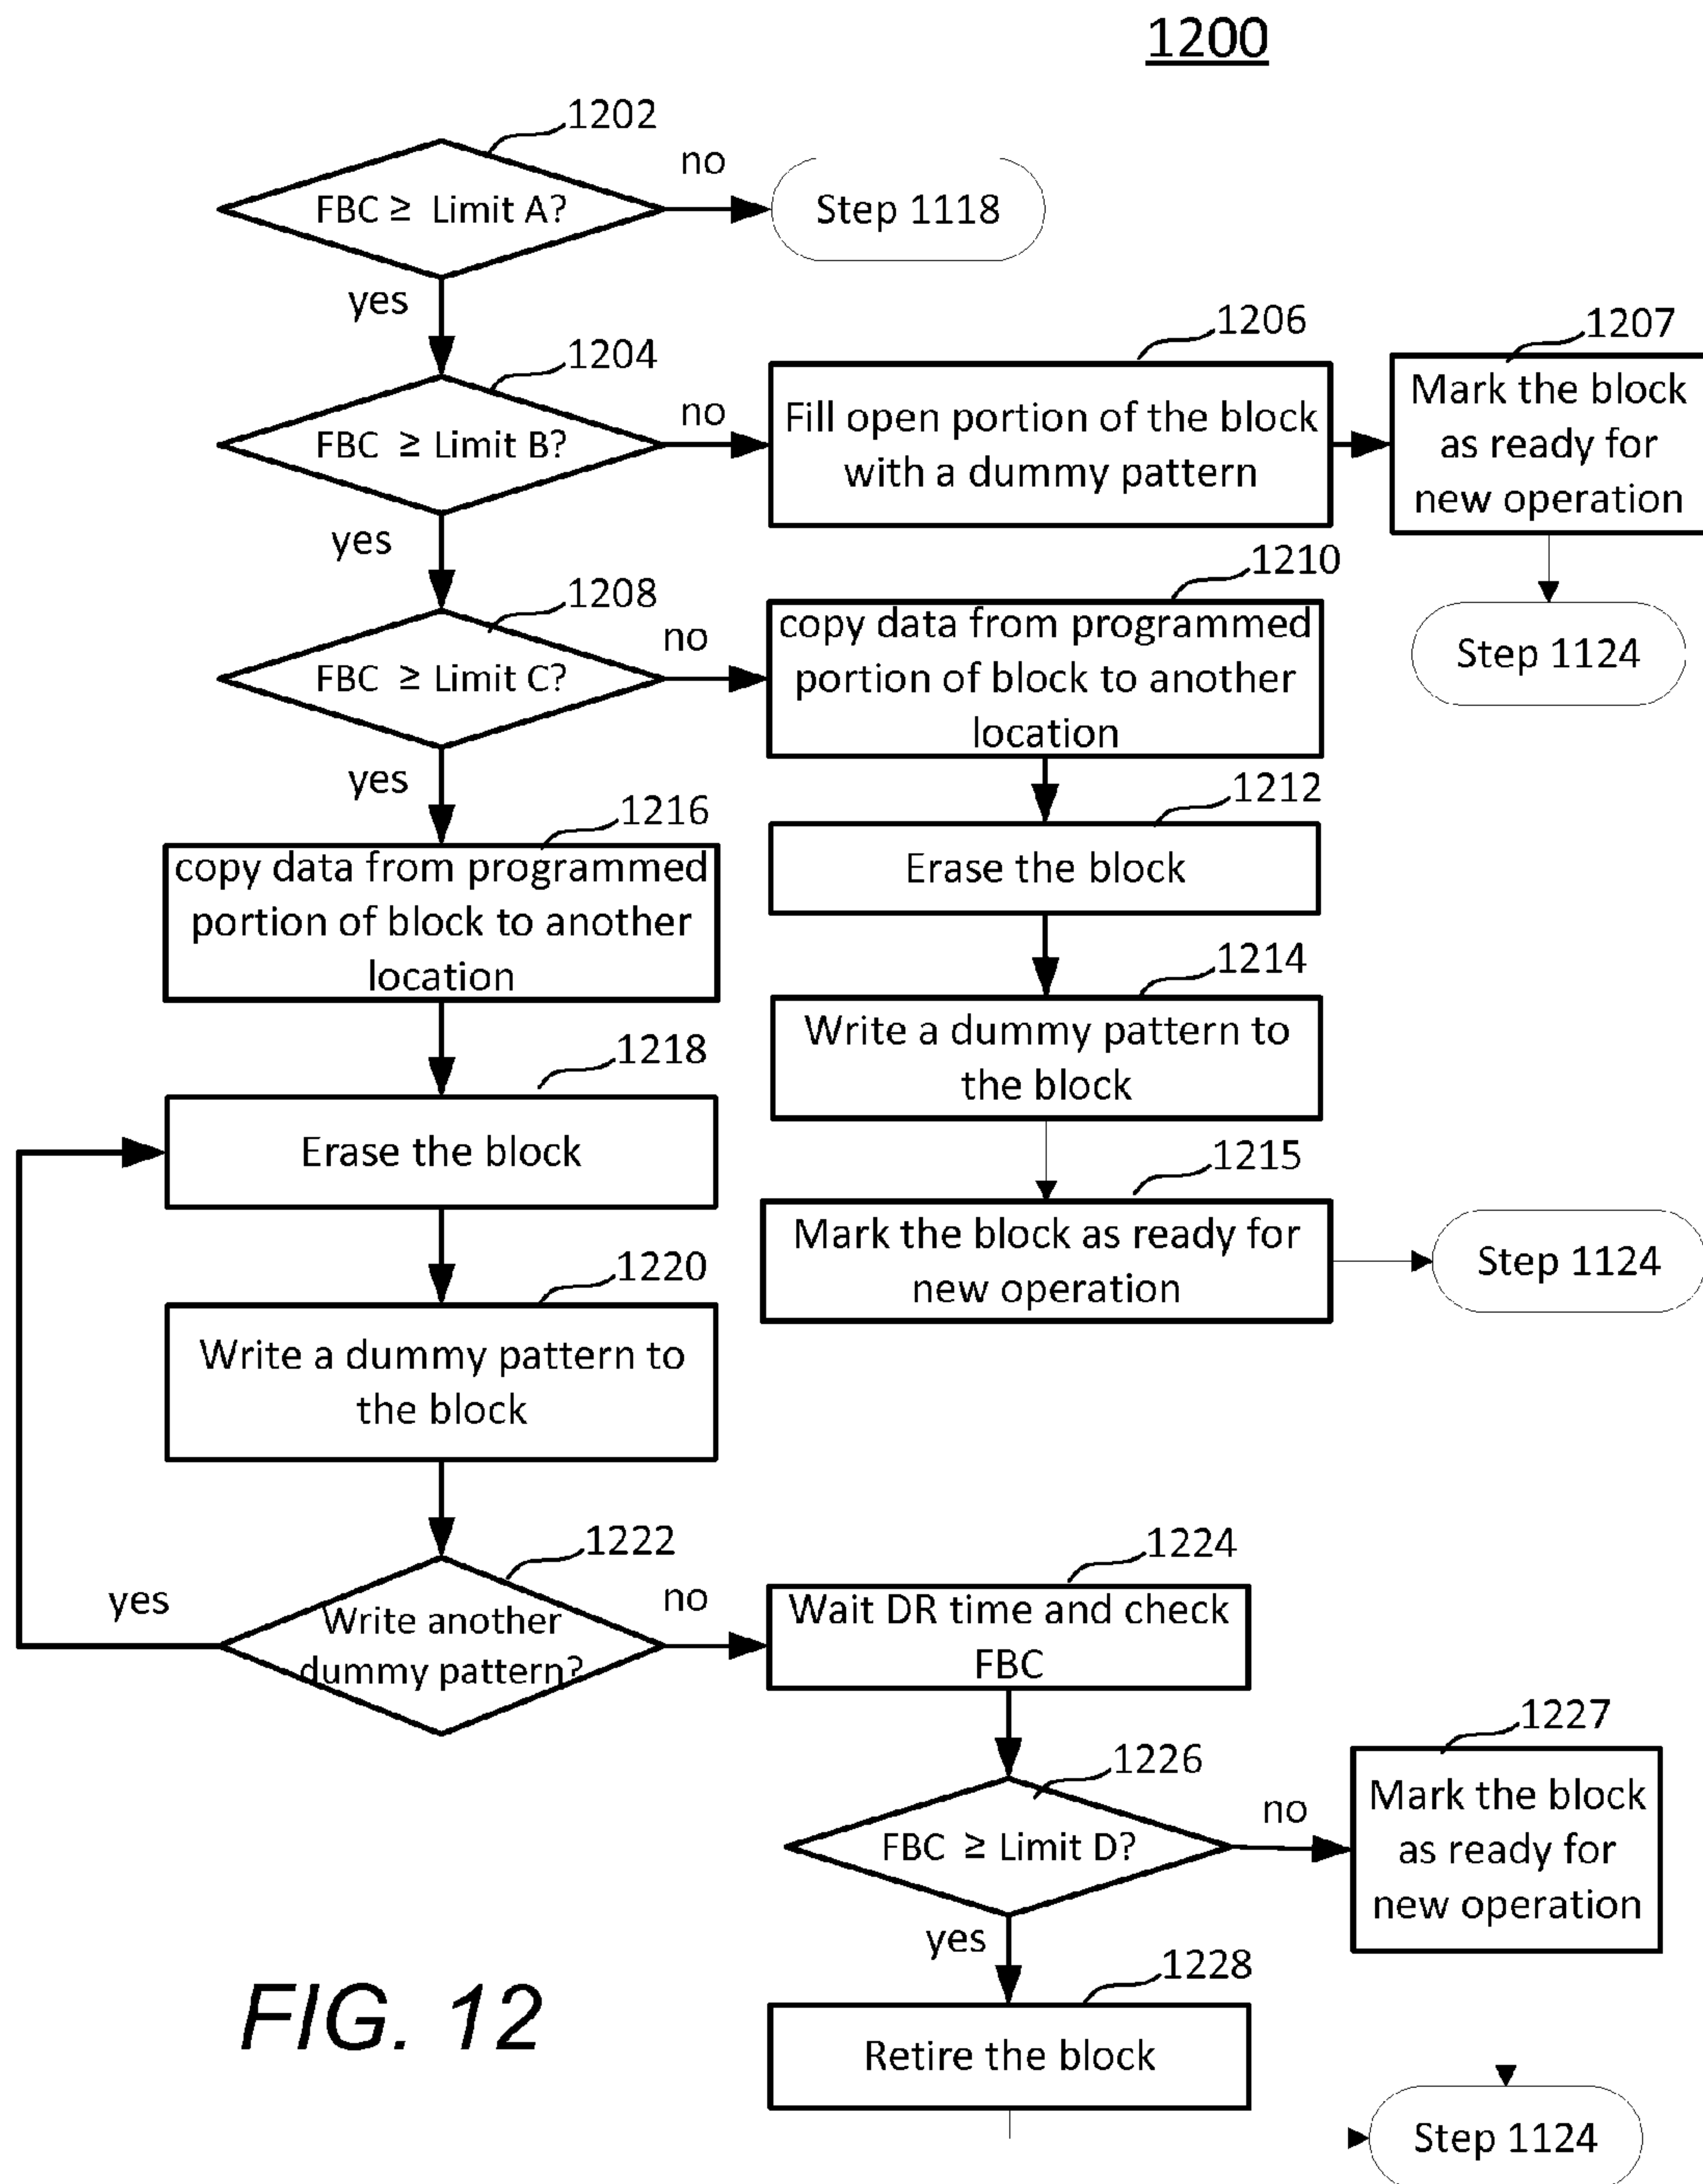 1200
1202
FBC ≥ Limit A?
no
Step 1118
yes
1204
FBC ≥ Limit B?
no
1206
Fill open portion of the block
with a dummy pattern
1207
Mark the block
as ready for
new operation
Step 1124
yes
1208
FBC ≥ Limit C?
no
1210
copy data from programmed
portion of block to another
location
1212
Erase the block
1214
Write a dummy pattern to
the block
1215
Mark the block as ready for
new operation
Step 1124
yes
1216
copy data from programmed
portion of block to another
location
1218
Erase the block
1220
Write a dummy pattern to
the block
1222
Write another
dummy pattern?
yes
no
1224
Wait DR time and check
FBC
1226
FBC ≥ Limit D?
no
1227
Mark the block
as ready for
new operation
yes
1228
Retire the block
Step 1124
FIG. 12